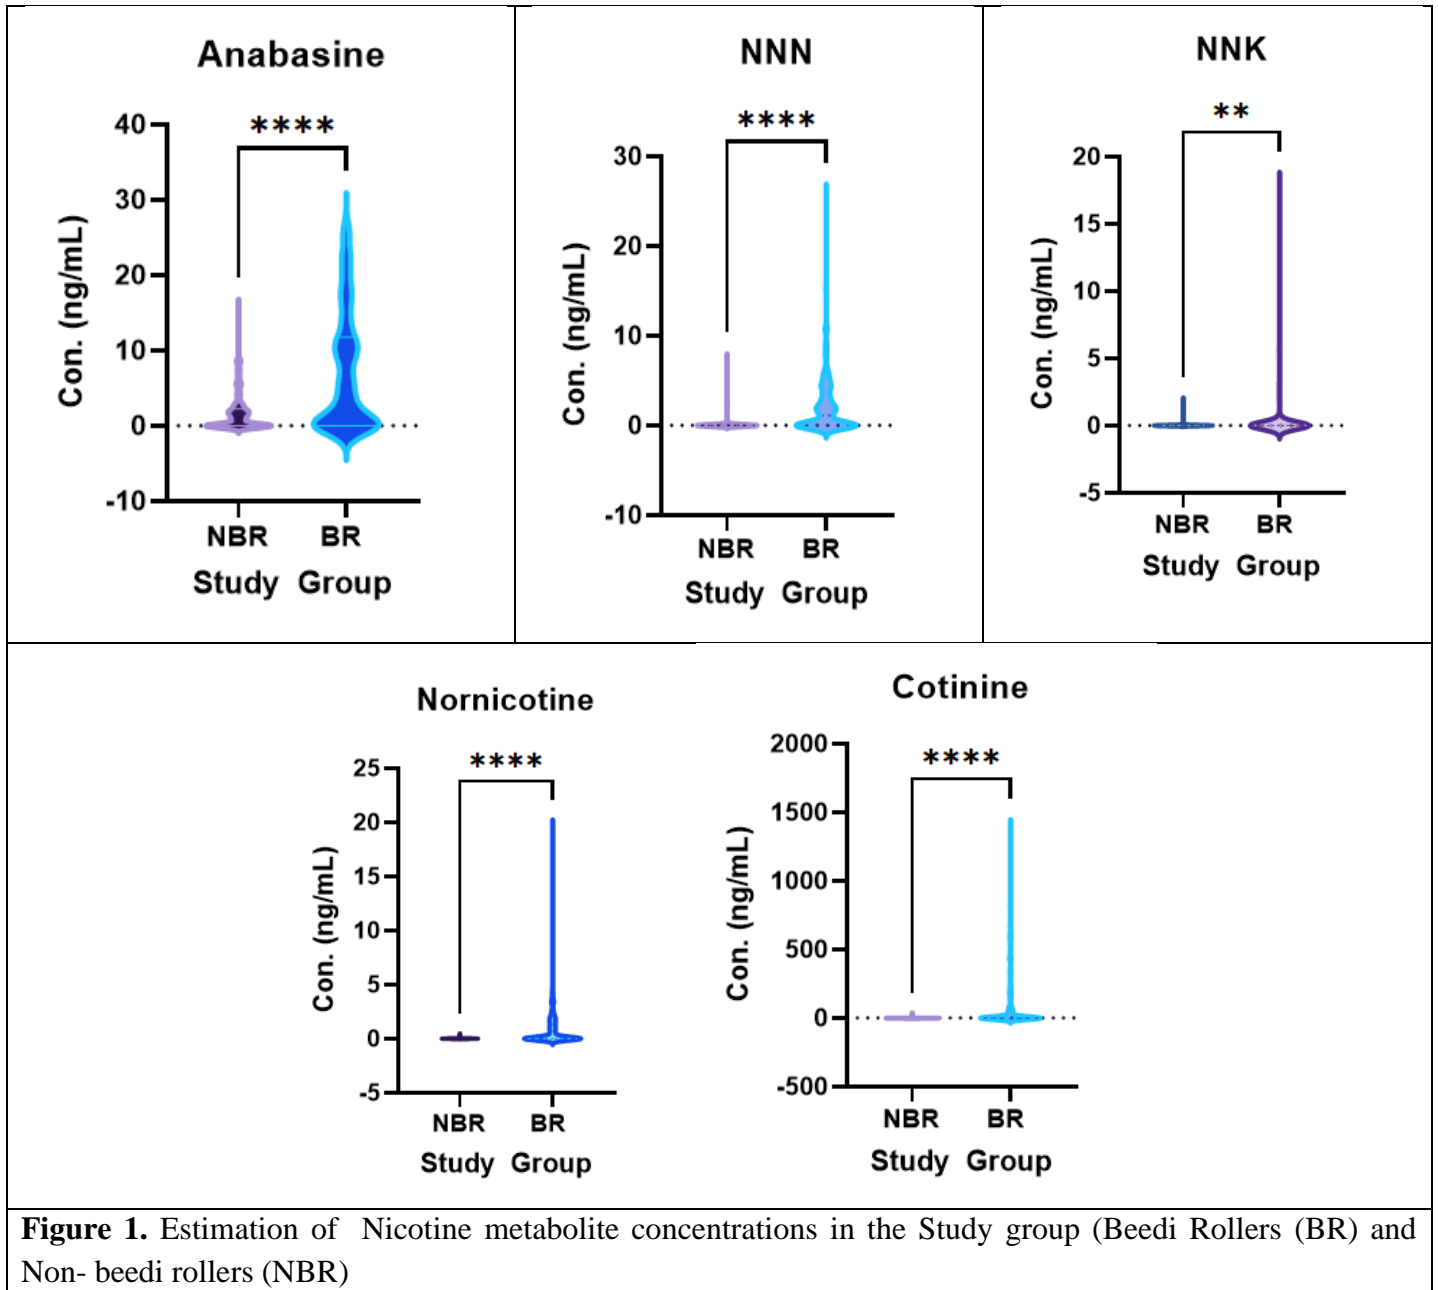 Anabasine
****
40
30
20
10
0
-10
Con. (ng/mL)
NBR BR
Study Group
NNN
****
30
20
10
0
-10
Con. (ng/mL)
NBR BR
Study Group
NNK
**
20
15
10
5
0
-5
Con. (ng/mL)
NBR BR
Study Group
Nornicotine
****
25
20
15
10
5
0
-5
Con. (ng/mL)
NBR BR
Study Group
Cotinine
****
2000
1500
1000
500
0
-500
Con. (ng/mL)
NBR BR
Study Group
Figure 1. Estimation of Nicotine metabolite concentrations in the Study group (Beedi Rollers (BR) and
Non- beedi rollers (NBR)